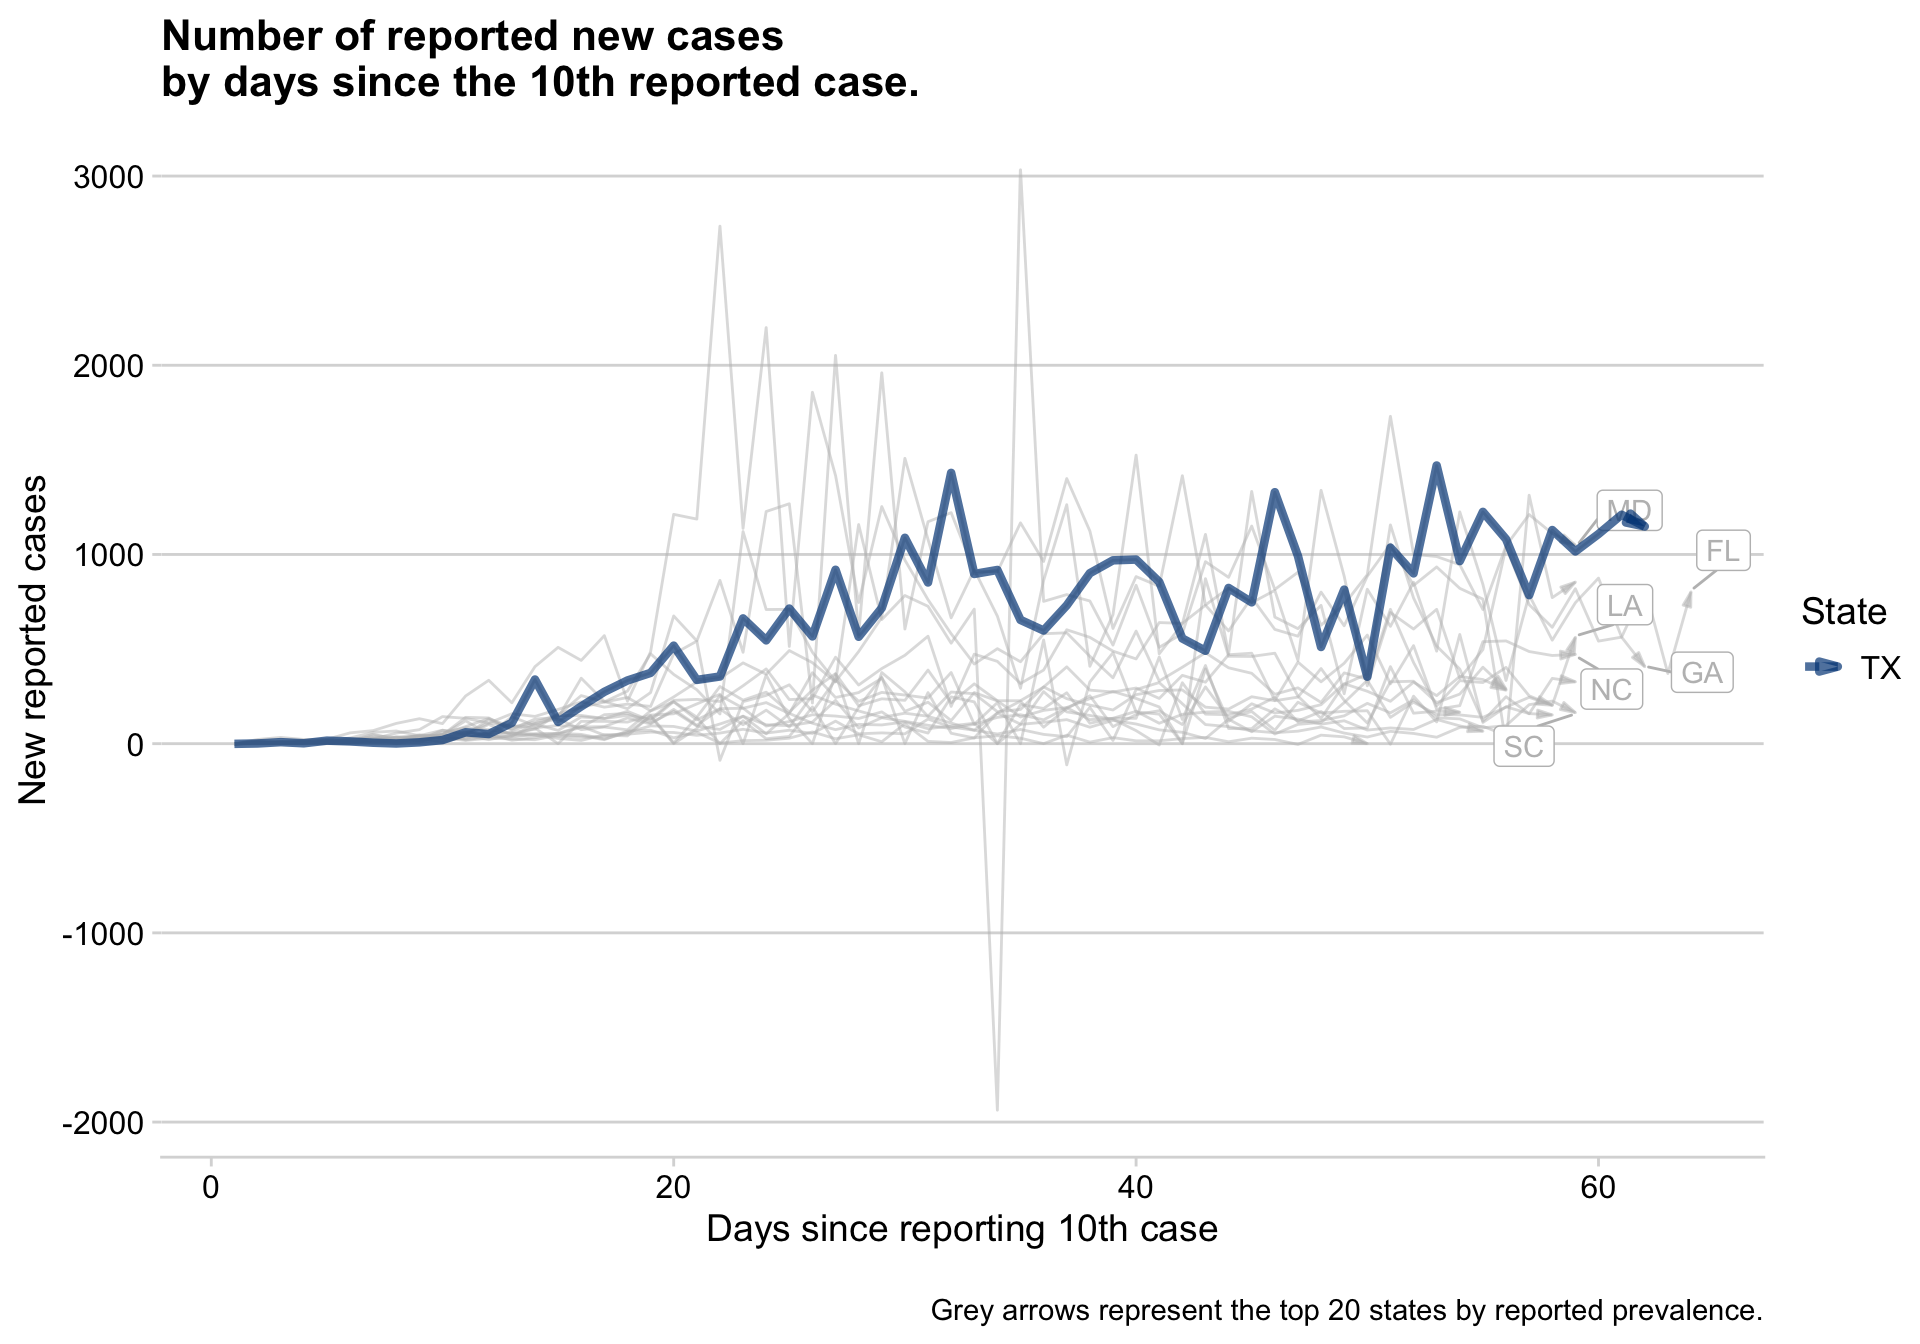 Number of reported new cases
by days since the 10th reported case.
3000
2000
1000
0
-1000
-2000
New reported cases
MD
FL
LA
GA
NC
SC
State
TX
0 20 40 60
Days since reporting 10th case
Grey arrows represent the top 20 states by reported prevalence.